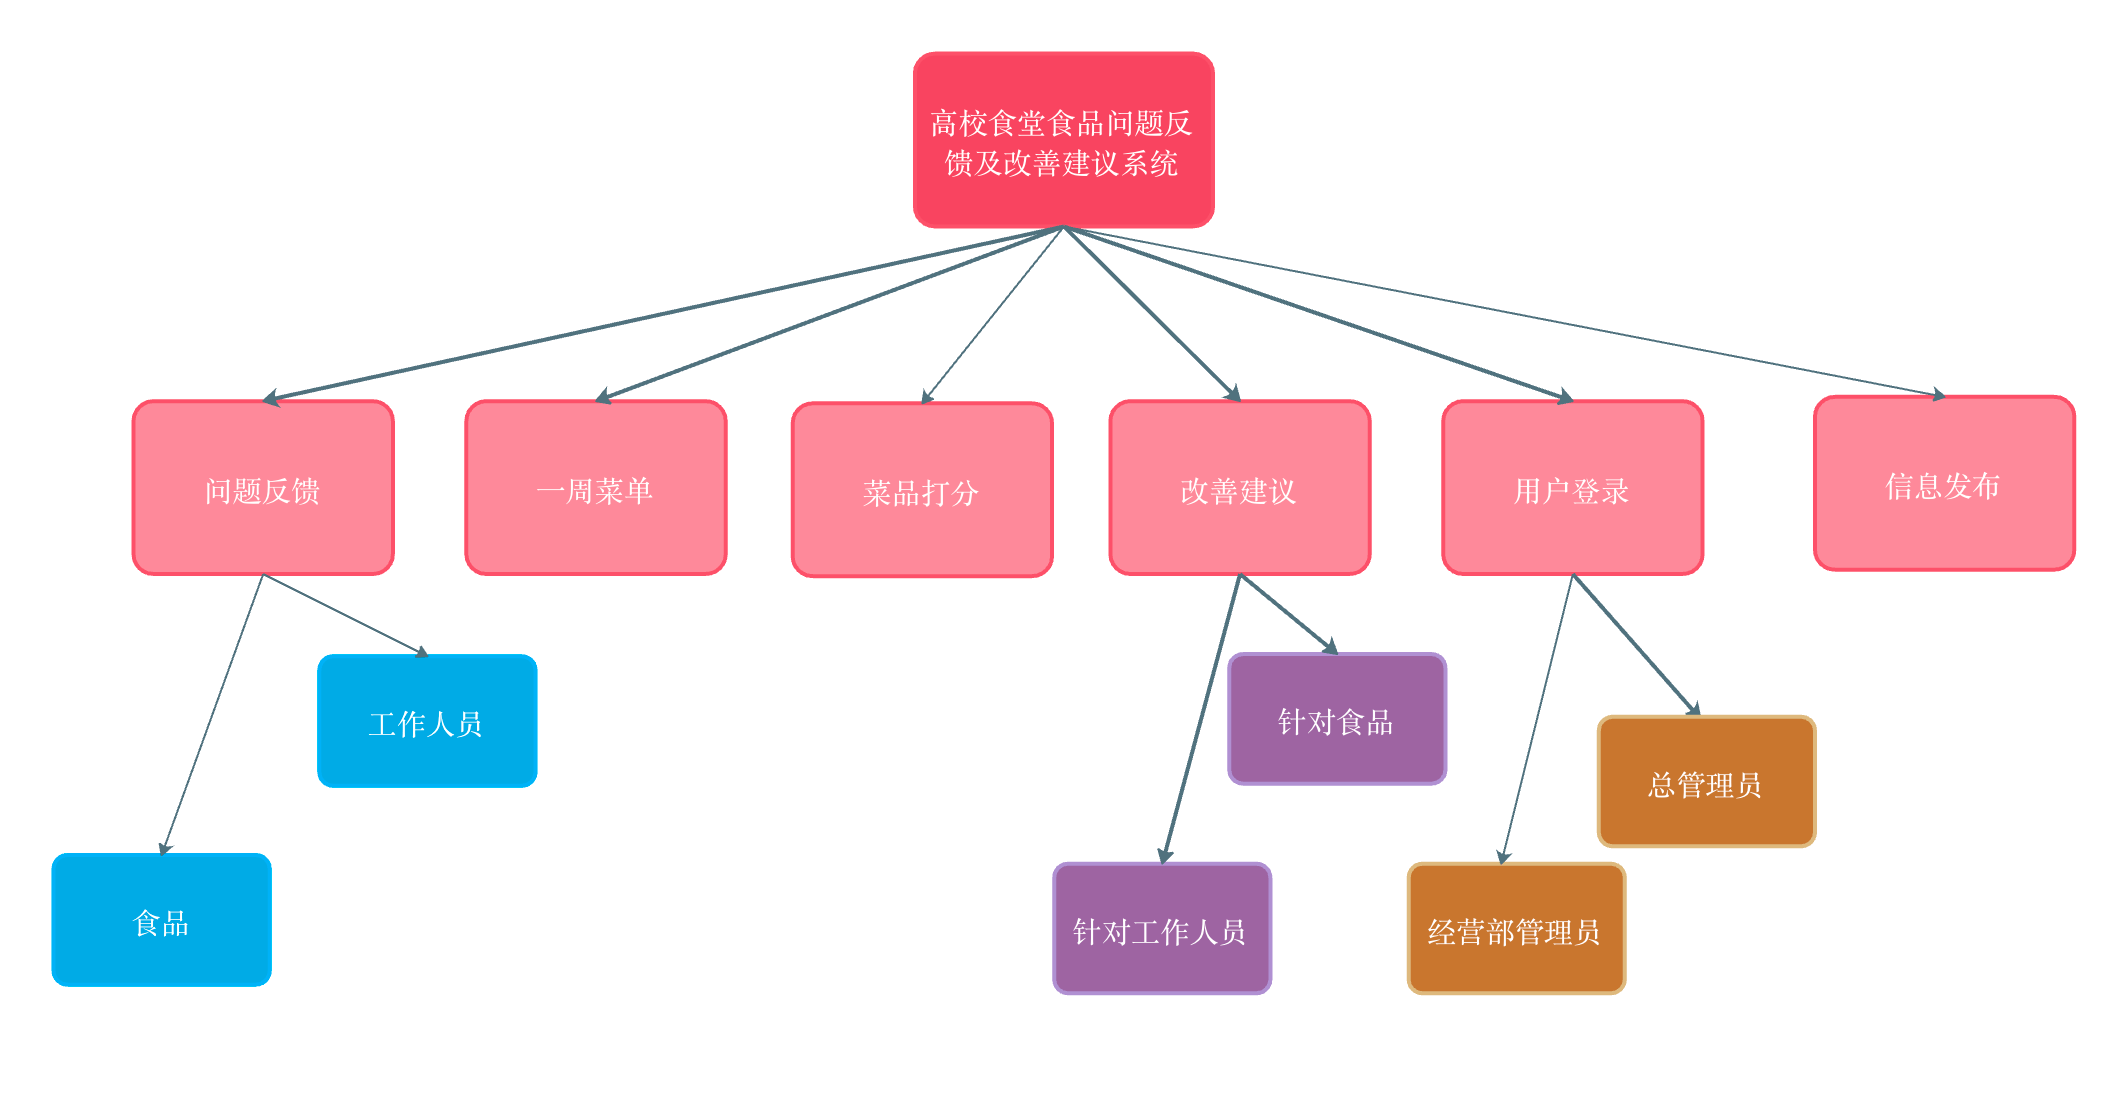 高校食堂食品问题反
馈及改善建议系统
问题反馈
一周菜单
菜品打分
改善建议
用户登录
信息发布
工作人员
针对食品
总管理员
食品
针对工作人员
经营部管理员